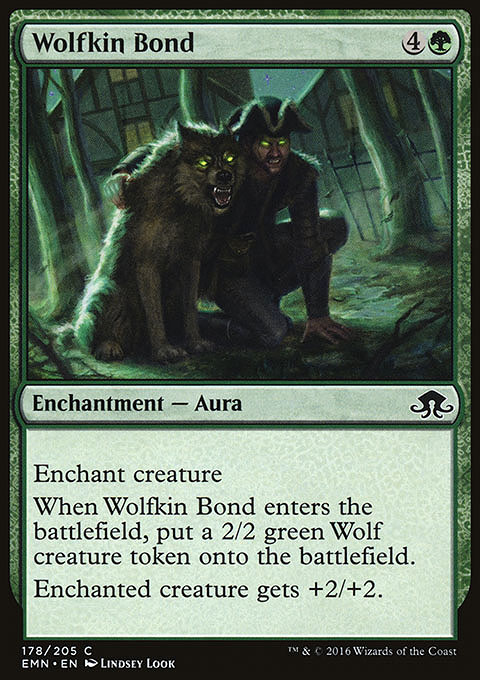 Wolfkin Bond 4
Enchantment — Aura
Enchant creature
When Wolfkin Bond enters the
battlefield, put a 2/2 green Wolf
creature token onto the battlefield.
Enchanted creature gets +2/+2.
178/205 C
EMN • EN Lindsey Look
™ & © 2016 Wizards of the Coast